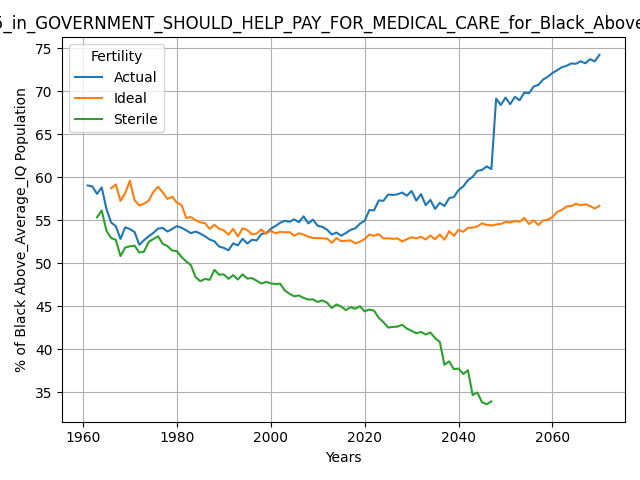 _in_GOVERNMENT_SHOULD_HELP_PAY_FOR_MEDICAL_CARE_for_Black_Above
Fertility
Actual
Ideal
Sterile
75
70
65
60
55
50
45
40
35
% of Black Above_Average_IQ Population
1960 1980 2000 2020 2040 2060
Years